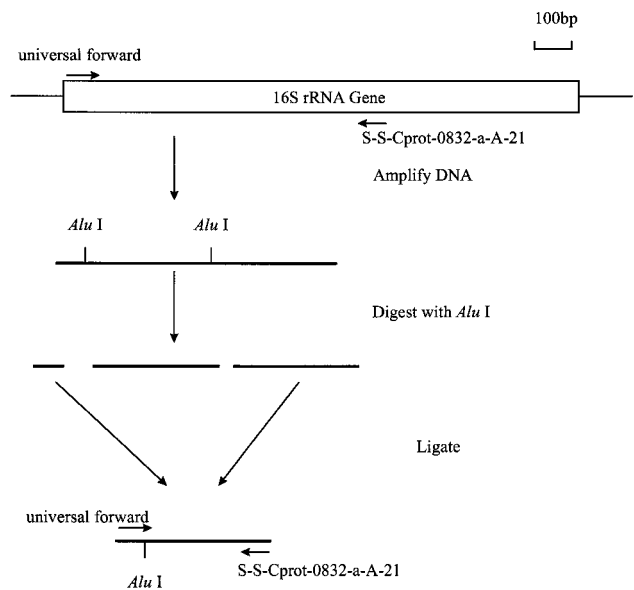 100bp
universal forward
16S rRNA Gene
S-S-Cprot-0832-a-A-21
Amplify DNA
Alu I
Alu I
Digest with Alu I
Ligate
universal forward
S-S-Cprot-0832-a-A-21
Alu I